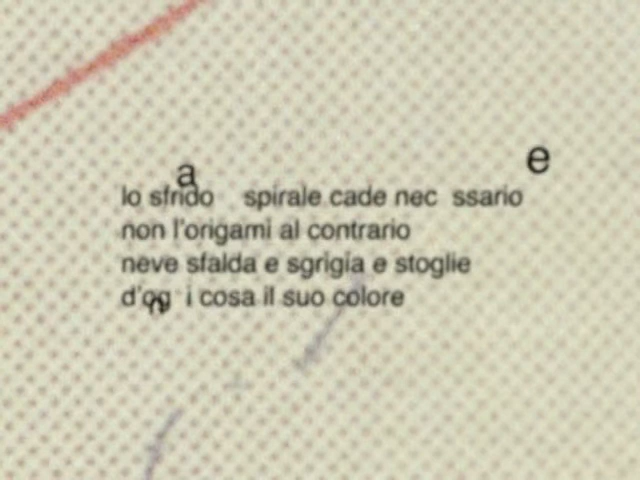 a e
lo sfrido spirale cade nec ssario
non l'origami al contrario
neve sfalda e sgrigia e stoglie
d'og i cosa il suo colore
n